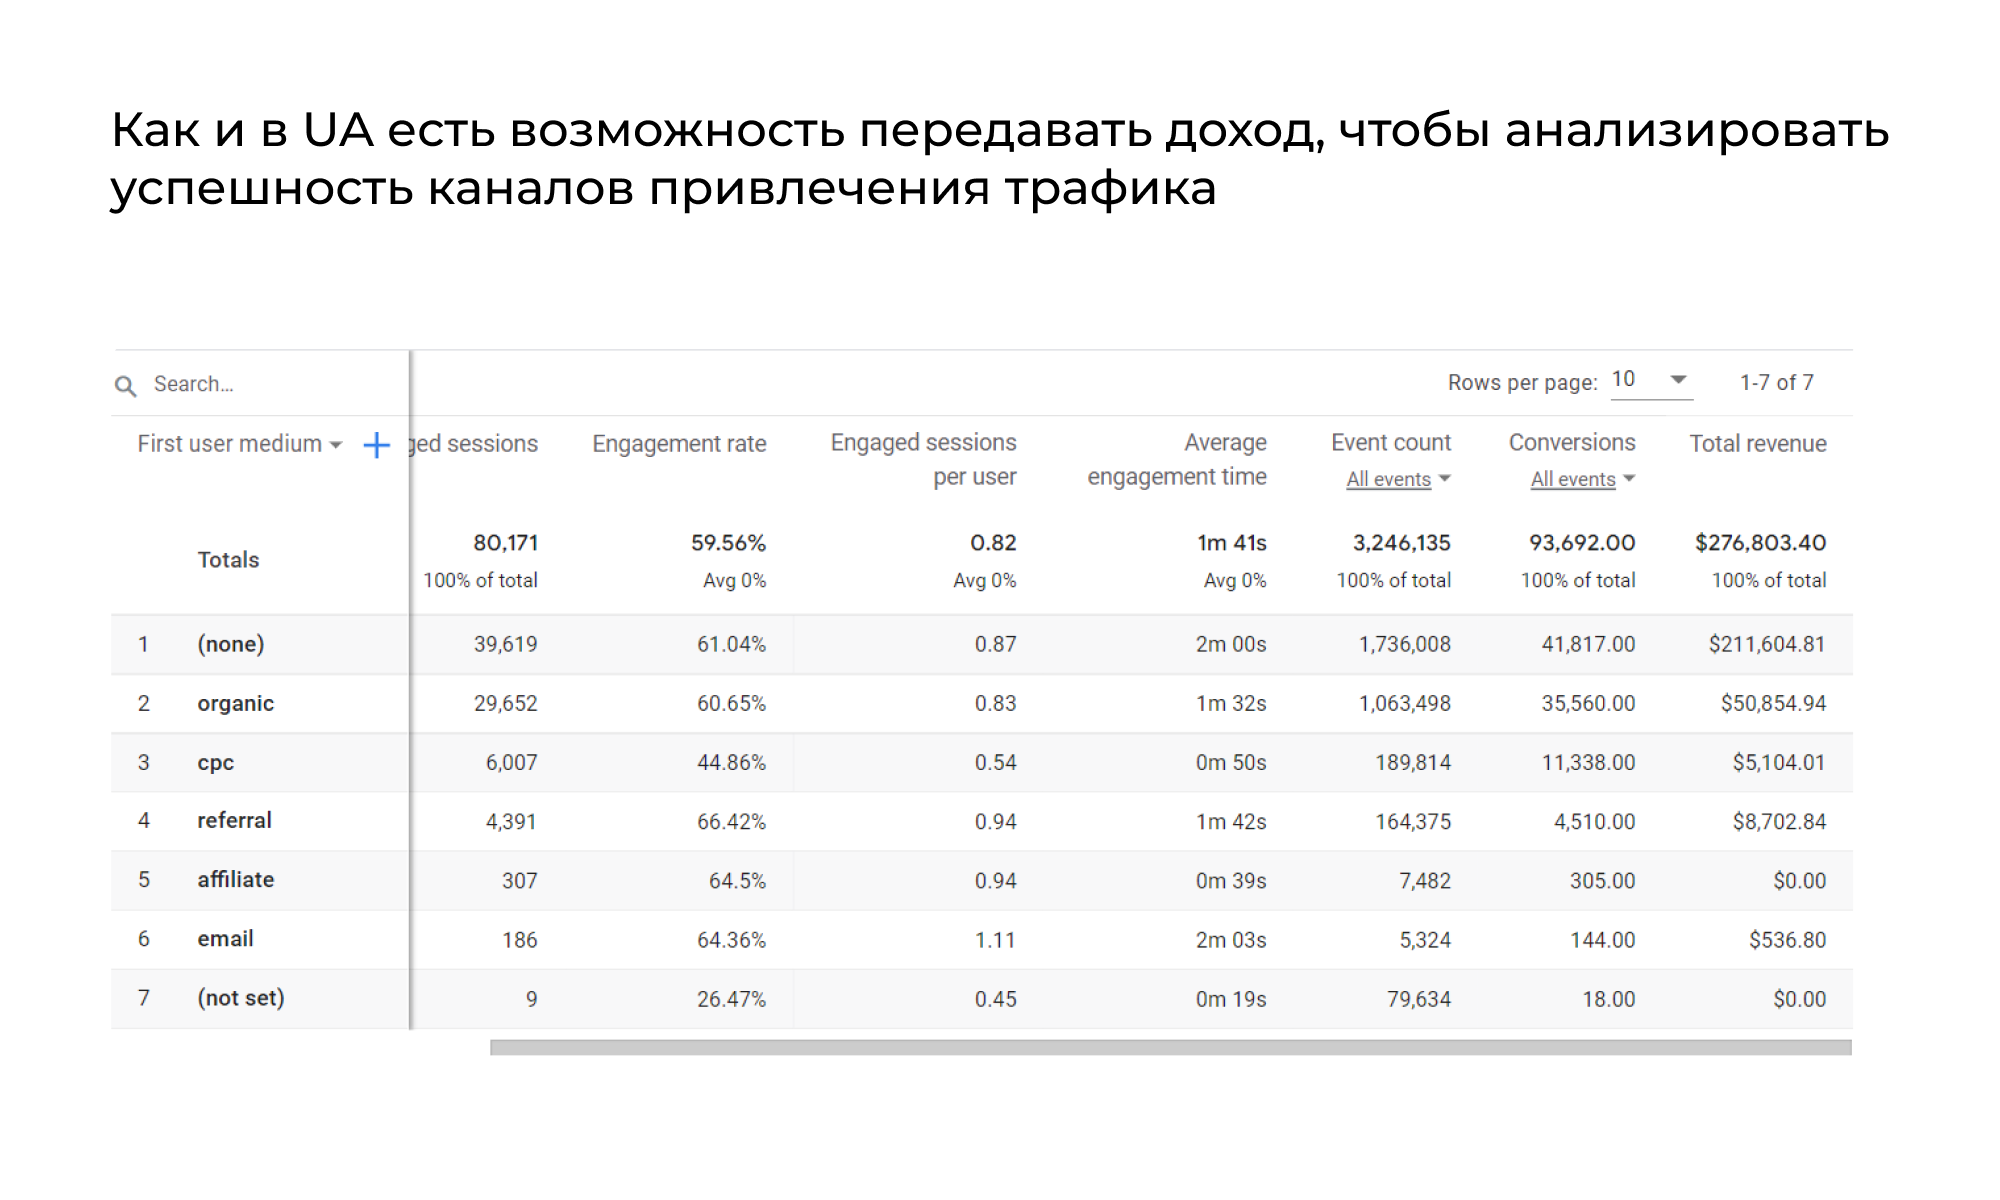 Как и в UA есть возможность передавать доход, чтобы анализировать
успешность каналов привлечения трафика
Search...
Rows per page: 10 1-7 of 7
First user medium ged sessions Engagement rate Engaged sessions per user Average engagement time Event count All events Conversions All events Total revenue
Totals 80,171 59.56% 0.82 1m 41s 3,246,135 93,692.00 $276,803.40
100% of total Avg 0% Avg 0% Avg 0% 100% of total 100% of total 100% of total
1 (none) 39,619 61.04% 0.87 2m 00s 1,736,008 41,817.00 $211,604.81
2 organic 29,652 60.65% 0.83 1m 32s 1,063,498 35,560.00 $50,854.94
3 cpc 6,007 44.86% 0.54 0m 50s 189,814 11,338.00 $5,104.01
4 referral 4,391 66.42% 0.94 1m 42s 164,375 4,510.00 $8,702.84
5 affiliate 307 64.5% 0.94 0m 39s 7,482 305.00 $0.00
6 email 186 64.36% 1.11 2m 03s 5,324 144.00 $536.80
7 (not set) 9 26.47% 0.45 0m 19s 79,634 18.00 $0.00